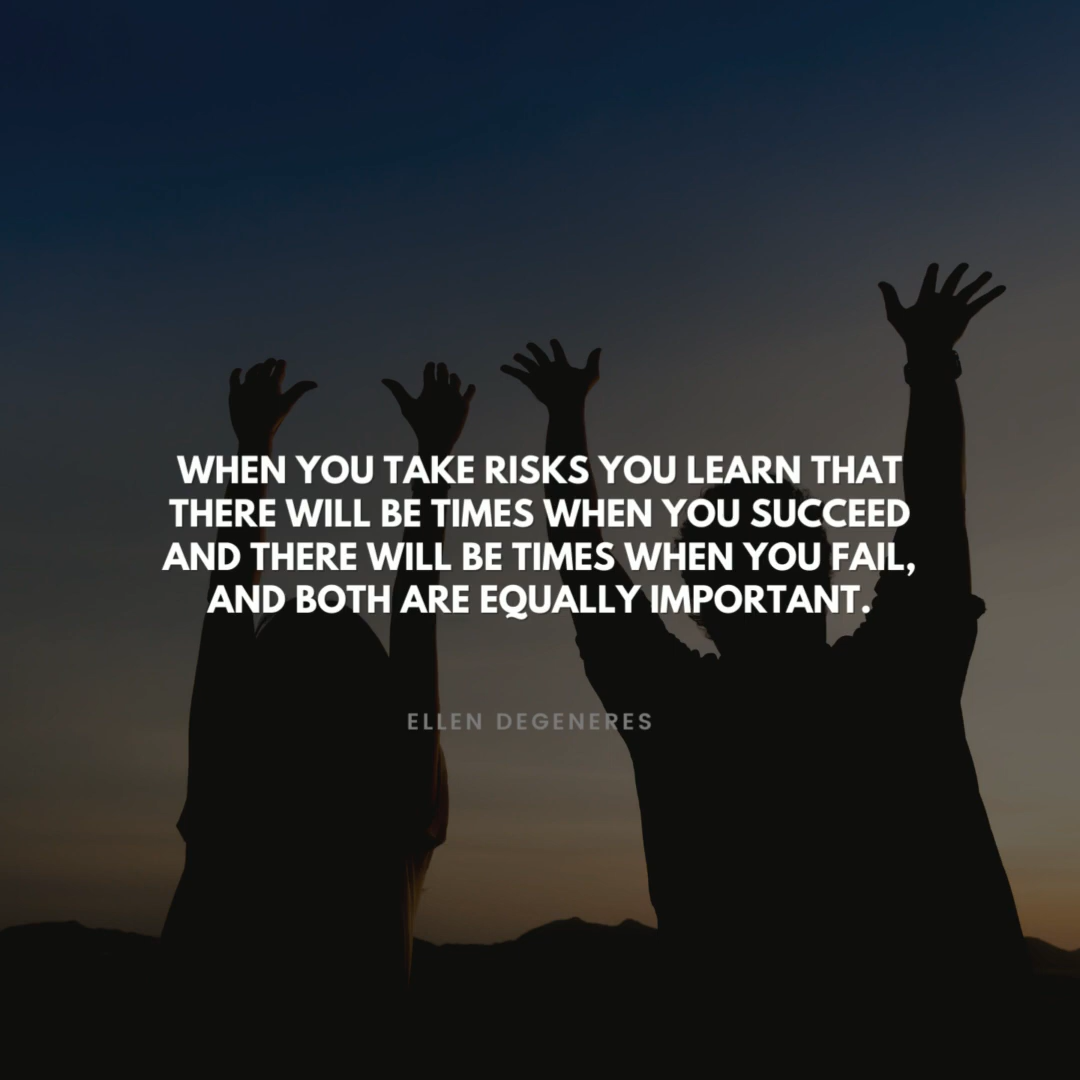 WHEN YOU TAKE RISKS YOU LEARN THAT
THERE WILL BE TIMES WHEN YOU SUCCEED
AND THERE WILL BE TIMES WHEN YOU FAIL,
AND BOTH ARE EQUALLY IMPORTANT.
ELLEN DEGENERES